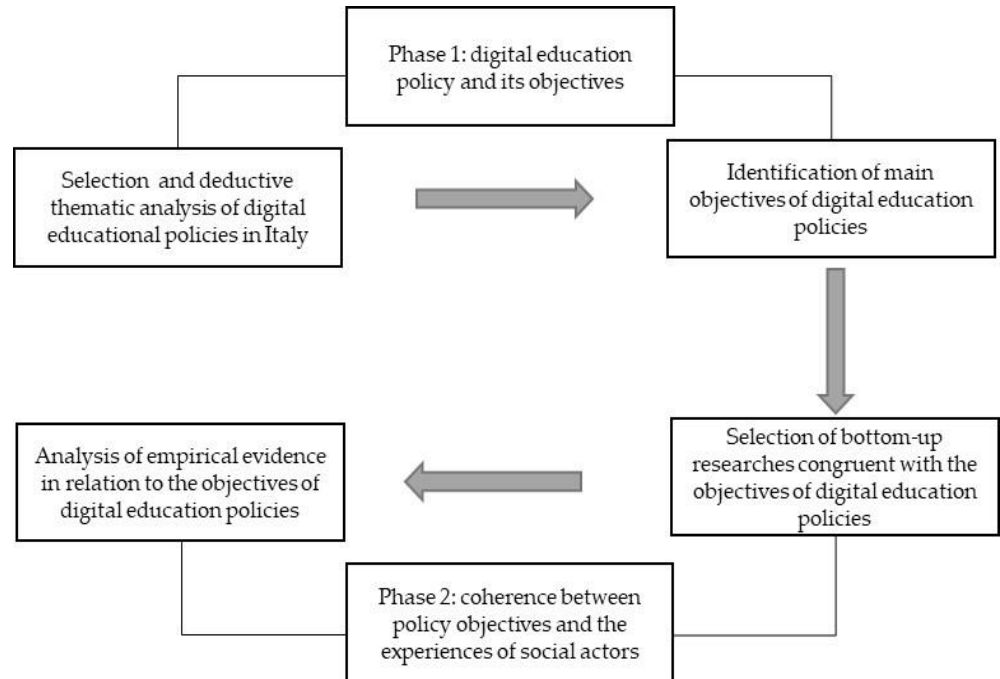 Phase 1: digital education
policy and its objectives
Selection and deductive
thematic analysis of digital
educational policies in Italy
Identification of main
objectives of digital education
policies
Selection of bottom-up
researches congruent with the
objectives of digital education
policies
Analysis of empirical evidence
in relation to the objectives of
digital education policies
Phase 2: coherence between
policy objectives and the
experiences of social actors